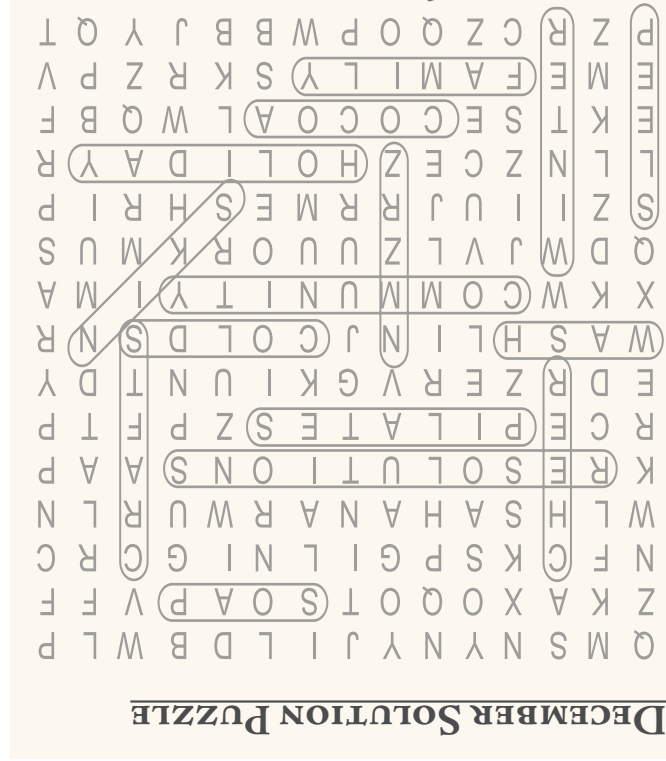 DECEMBER SOLUTION PUZZLE
Q M S N Y N Y J I L D B W L P
Z K A X O Q O T S O A P V F F
N F C K S P G I L N I G C R C
W L H S A H A N A R W U R L N
K R E S O L U T I O N S A A P
R C E P I L A T E S Z P F T P
E D R Z E R V G K I U N T D Y
W A S H L I N J C O L D S N R
X K W C O M M U N I T Y I M A
Q D W J V L Z U U O R K M U S
S Z I I U J R R M E S H R I P
L L N Z C E Z H O L I D A Y R
E K T S E C O C O A L W Q B F
E M E F A M I L Y S K R Z P V
P Z R C Z Q O P W B B J Y Q T